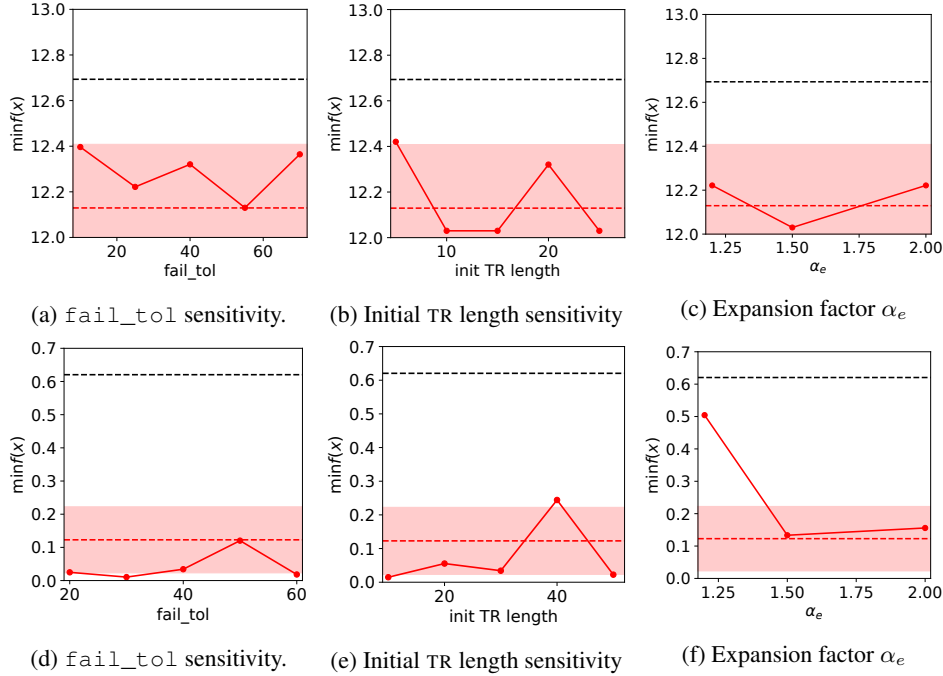 13.0
12.8
12.6
12.4
12.2
12.0
minf(x)
20 40 60
fail_tol
13.0
12.8
12.6
12.4
12.2
12.0
minf(x)
10 20
init TR length
13.0
12.8
12.6
12.4
12.2
12.0
minf(x)
1.25 1.50 1.75 2.00
αe
(a) fail_tol sensitivity.
(b) Initial TR length sensitivity
(c) Expansion factor αe
0.7
0.6
0.5
0.4
0.3
0.2
0.1
0.0
minf(x)
20 40 60
fail_tol
0.7
0.6
0.5
0.4
0.3
0.2
0.1
0.0
minf(x)
20 40
init TR length
0.7
0.6
0.5
0.4
0.3
0.2
0.1
0.0
minf(x)
1.25 1.50 1.75 2.00
αe
(d) fail_tol sensitivity.
(e) Initial TR length sensitivity
(f) Expansion factor αe